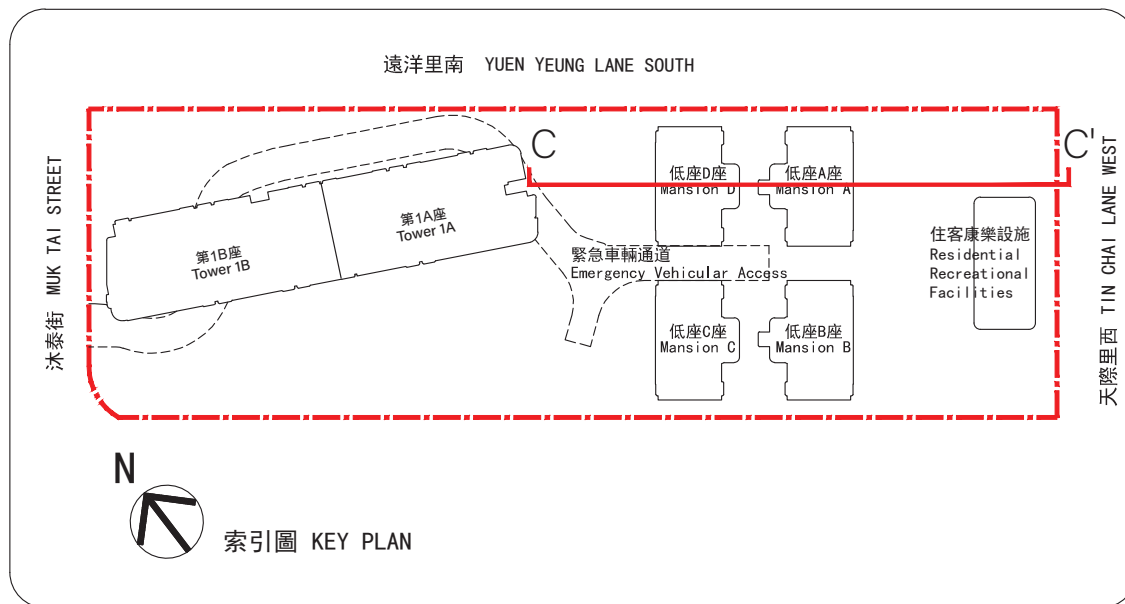 遠洋里南 YUEN YEUNG LANE SOUTH
沐泰街 MUK TAI STREET
C
C'
低座D座
Mansion D
低座A座
Mansion A
第1A座
Tower 1A
第1B座
Tower 1B
緊急車輛通道
Emergency Vehicular Access
住客康樂設施
Residential
Recreational
Facilities
低座C座
Mansion C
低座B座
Mansion B
天際里西 TIN CHAI LANE WEST
N
索引圖 KEY PLAN